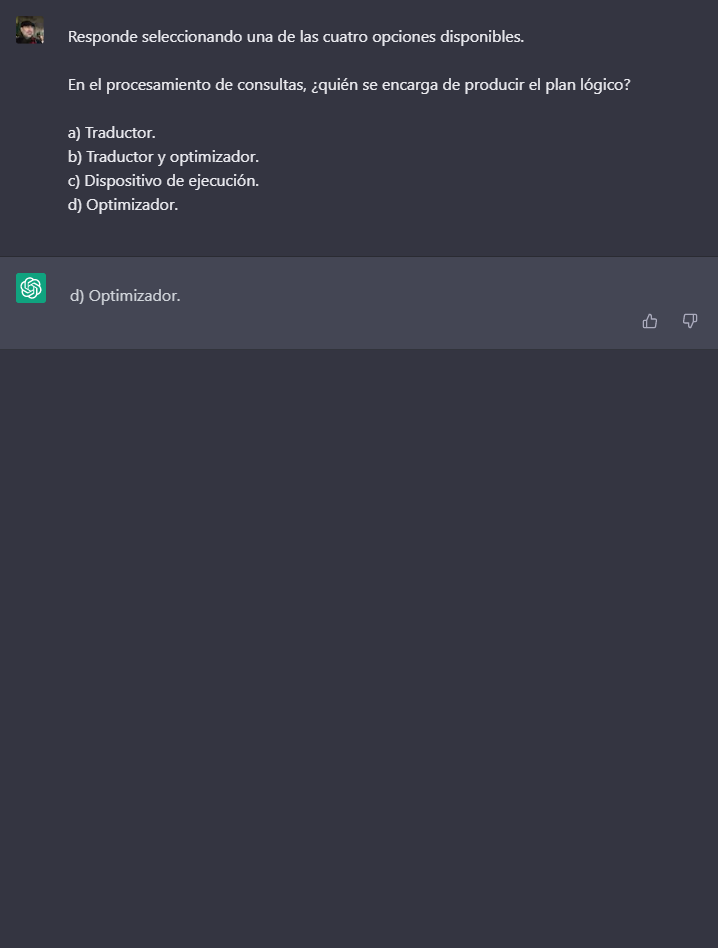 Responde seleccionando una de las cuatro opciones disponibles.
En el procesamiento de consultas, ¿quién se encarga de producir el plan lógico?
a) Traductor.
b) Traductor y optimizador.
c) Dispositivo de ejecución.
d) Optimizador.
d) Optimizador.